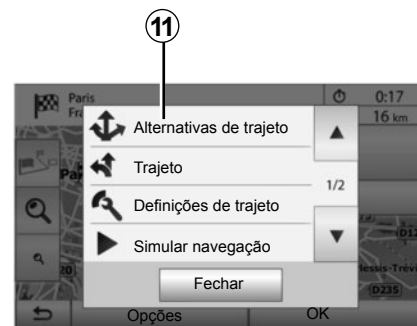 11
Paris
0:17
16 km
Alternativas de trajeto
Trajeto
1/2
Definições de trajeto
Simular navegação
D235
Fechar
Opções
OK